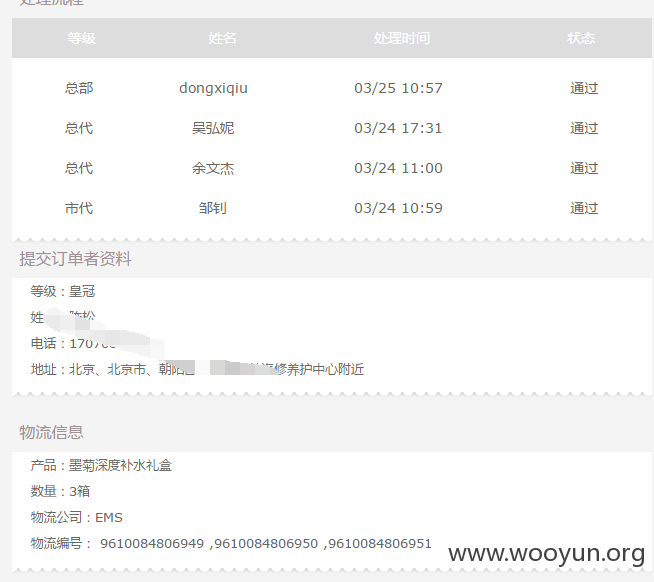 处理流程
等级 姓名 处理时间 状态
总部 dongxiqiu 03/25 10:57 通过
总代 吴弘妮 03/24 17:31 通过
总代 余文杰 03/24 11:00 通过
市代 邹钊 03/24 10:59 通过
提交订单者资料
等级：皇冠
姓
电话：1707
地址：北京、北京市、朝阳 修养护中心附近
物流信息
产品：墨菊深度补水礼盒
数量：3箱
物流公司：EMS
物流编号： 9610084806949 ,9610084806950 ,9610084806951
www.wooyun.org